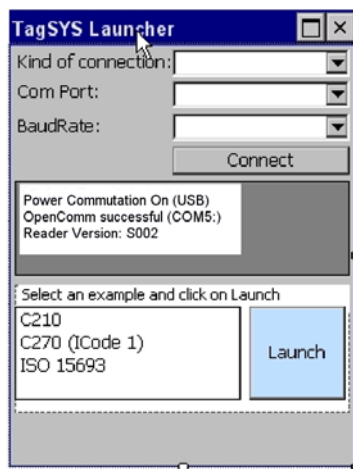 TagSYS Launcher
Kind of connection:
Com Port:
BaudRate:
Connect
Power Commutation On (USB)
OpenComm successful (COM5:)
Reader Version: S002
Select an example and click on Launch
C210
C270 (ICode 1)
ISO 15693
Launch